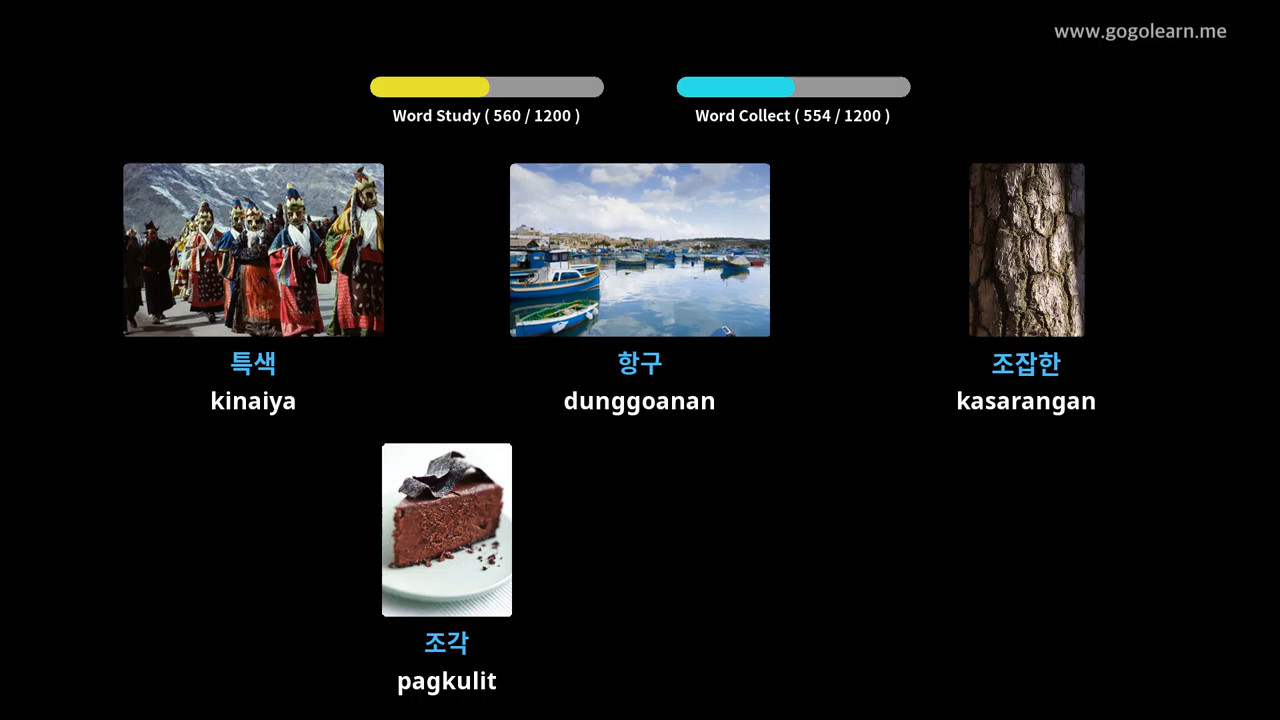 www.gogolearn.me
Word Study ( 560 / 1200 )
Word Collect ( 554 / 1200 )
특색
kinaiya
항구
dunggoanan
조잡한
kasarangan
조각
pagkulit